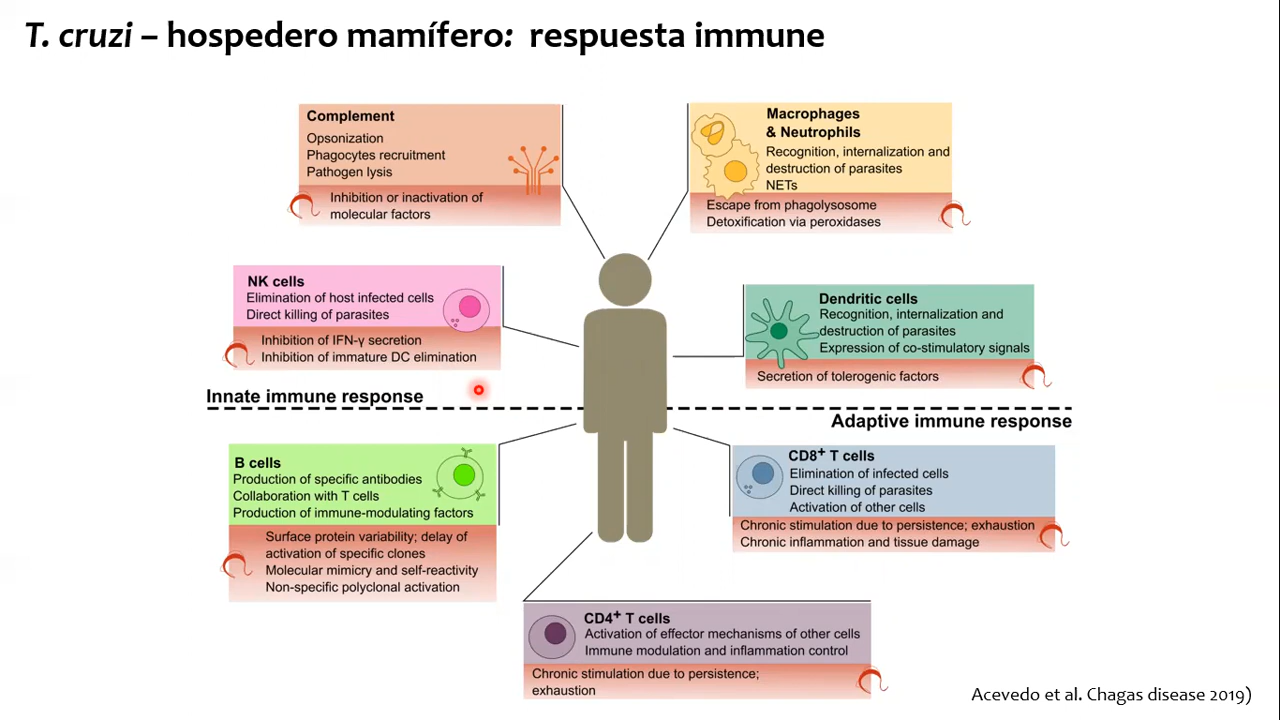 T. cruzi – hospedero mamífero: respuesta immune
Complement
Opsonization
Phagocytes recruitment
Pathogen lysis
Inhibition or inactivation of
molecular factors
Macrophages
& Neutrophils
Recognition, internalization and
destruction of parasites
NETs
Escape from phagolysosome
Detoxification via peroxidases
NK cells
Elimination of host infected cells
Direct killing of parasites
Inhibition of IFN-γ secretion
Inhibition of immature DC elimination
Dendritic cells
Recognition, internalization and
destruction of parasites
Expression of co-stimulatory signals
Secretion of tolerogenic factors
Innate immune response
Adaptive immune response
B cells
Production of specific antibodies
Collaboration with T cells
Production of immune-modulating factors
Surface protein variability; delay of
activation of specific clones
Molecular mimicry and self-reactivity
Non-specific polyclonal activation
CD8⁺ T cells
Elimination of infected cells
Direct killing of parasites
Activation of other cells
Chronic stimulation due to persistence; exhaustion
Chronic inflammation and tissue damage
CD4⁺ T cells
Activation of effector mechanisms of other cells
Immune modulation and inflammation control
Chronic stimulation due to persistence;
exhaustion
Acevedo et al. Chagas disease 2019)